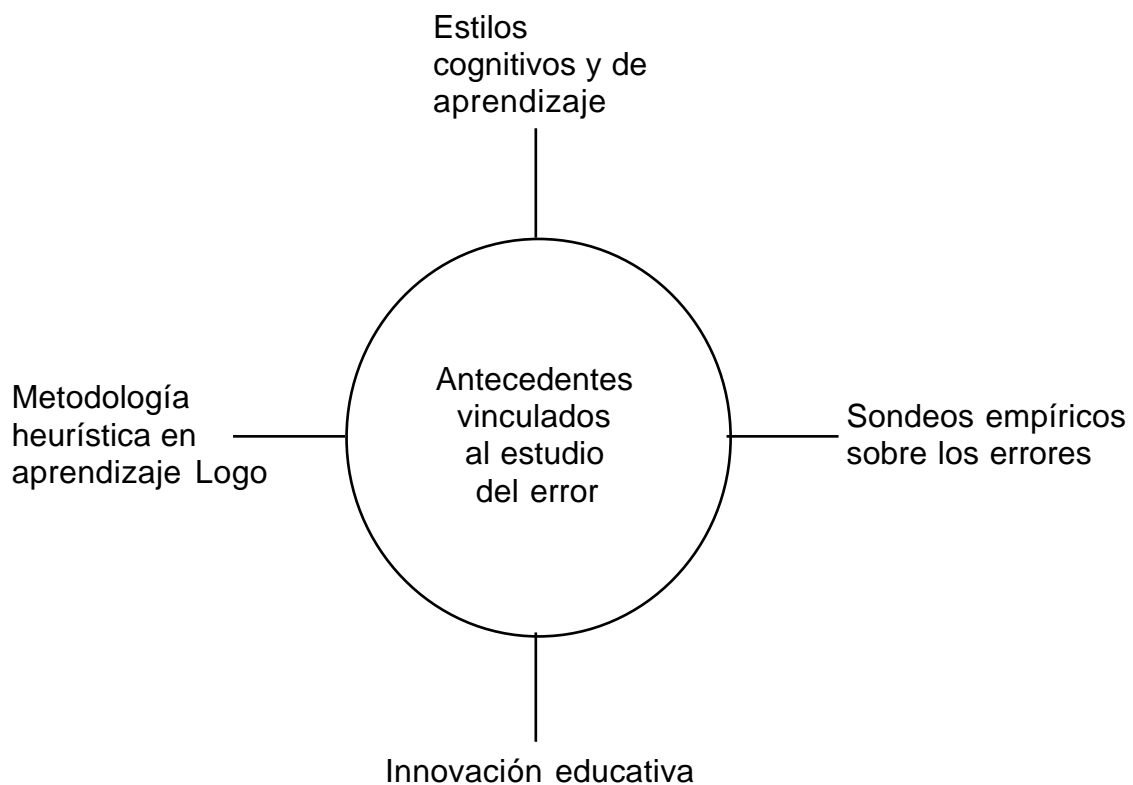 Estilos
cognitivos y de
aprendizaje
Metodología
heurística en
aprendizaje Logo
Antecedentes
vinculados
al estudio
del error
Sondeos empíricos
sobre los errores
Innovación educativa